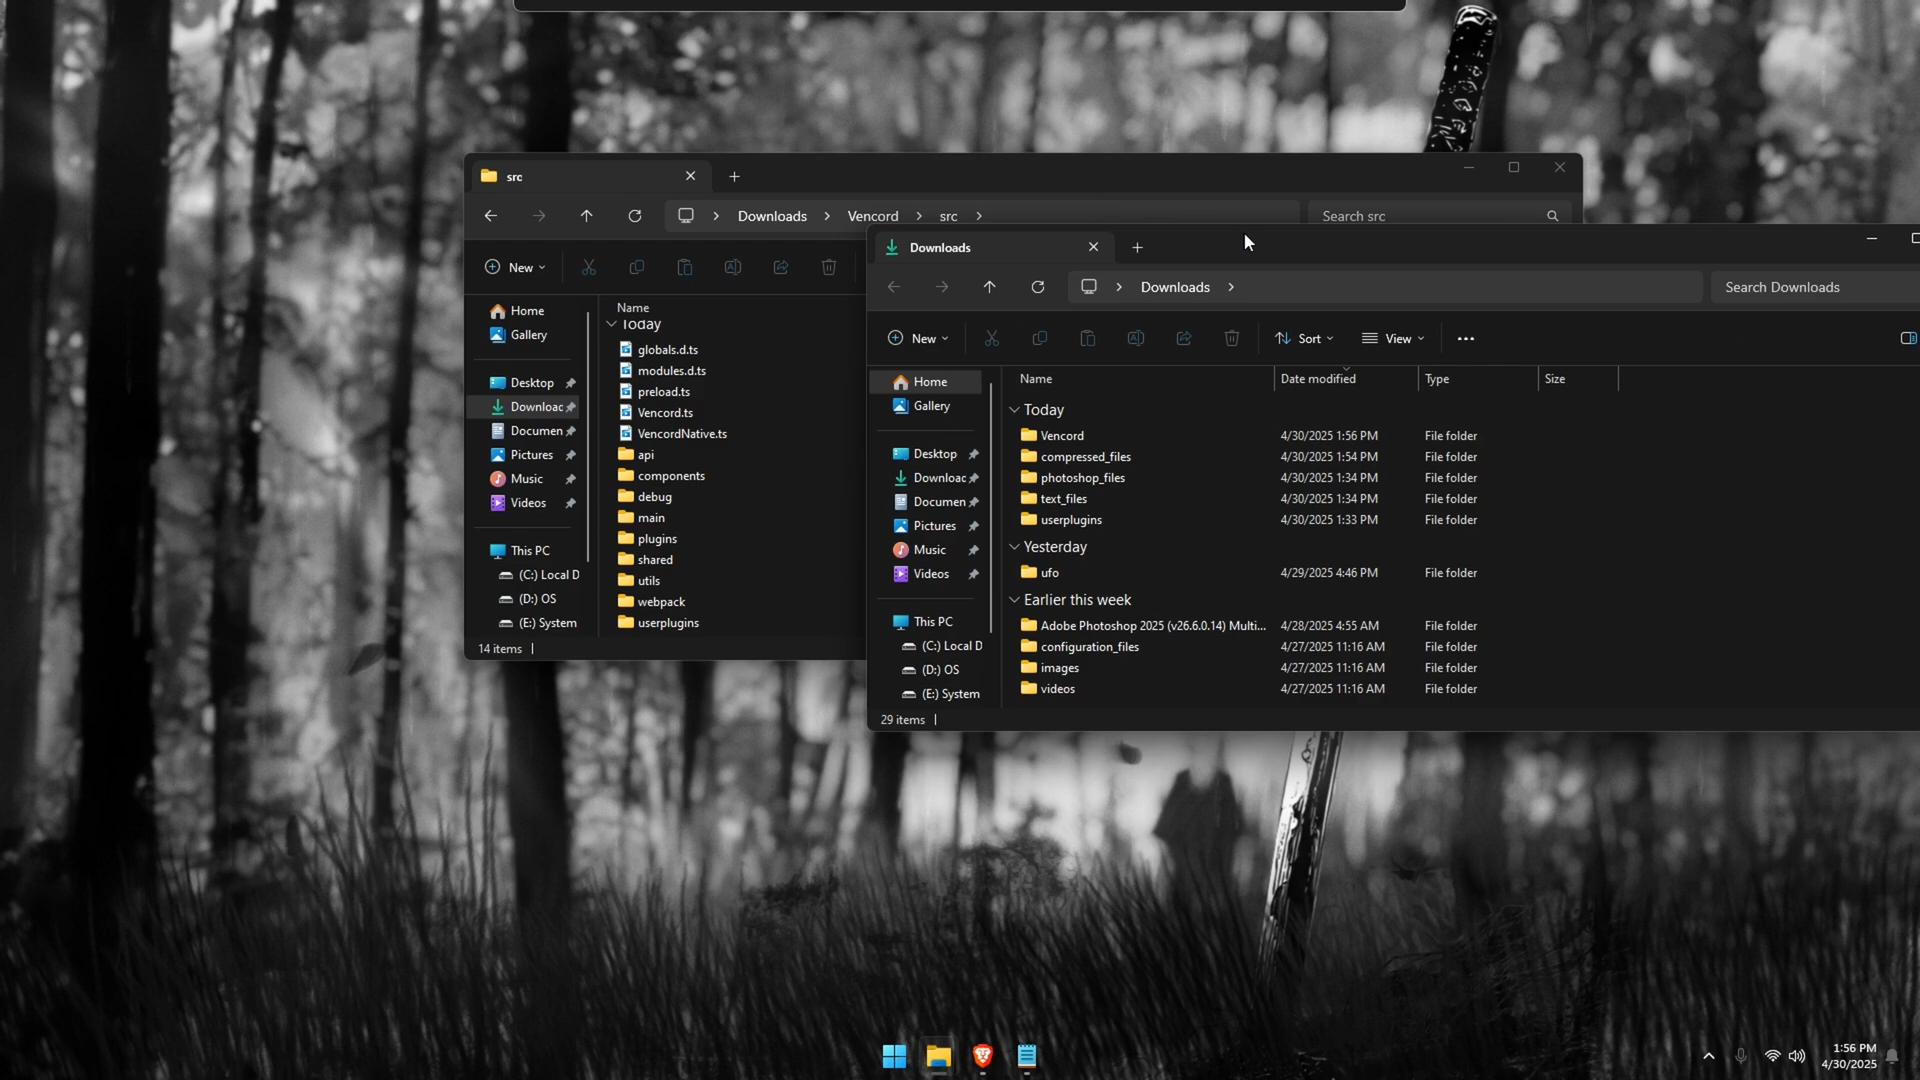 src
Downloads
Vencord
src
Search src
New
Name
Today
globals.d.ts
modules.d.ts
preload.ts
Vencord.ts
VencordNative.ts
api
components
debug
main
plugins
shared
utils
webpack
userplugins
Home
Gallery
Desktop
Downloac
Documen
Pictures
Music
Videos
This PC
(C:) Local D
(D:) OS
(E:) System
14 items
Downloads
Downloads
Search Downloads
New
Sort
View
Home
Gallery
Desktop
Downloac
Documen
Pictures
Music
Videos
This PC
(C:) Local D
(D:) OS
(E:) System
Name Date modified Type Size
Today
Vencord 4/30/2025 1:56 PM File folder
compressed_files 4/30/2025 1:54 PM File folder
photoshop_files 4/30/2025 1:34 PM File folder
text_files 4/30/2025 1:34 PM File folder
userplugins 4/30/2025 1:33 PM File folder
Yesterday
ufo 4/29/2025 4:46 PM File folder
Earlier this week
Adobe Photoshop 2025 (v26.6.0.14) Multi... 4/28/2025 4:55 AM File folder
configuration_files 4/27/2025 11:16 AM File folder
images 4/27/2025 11:16 AM File folder
videos 4/27/2025 11:16 AM File folder
29 items
1:56 PM
4/30/2025